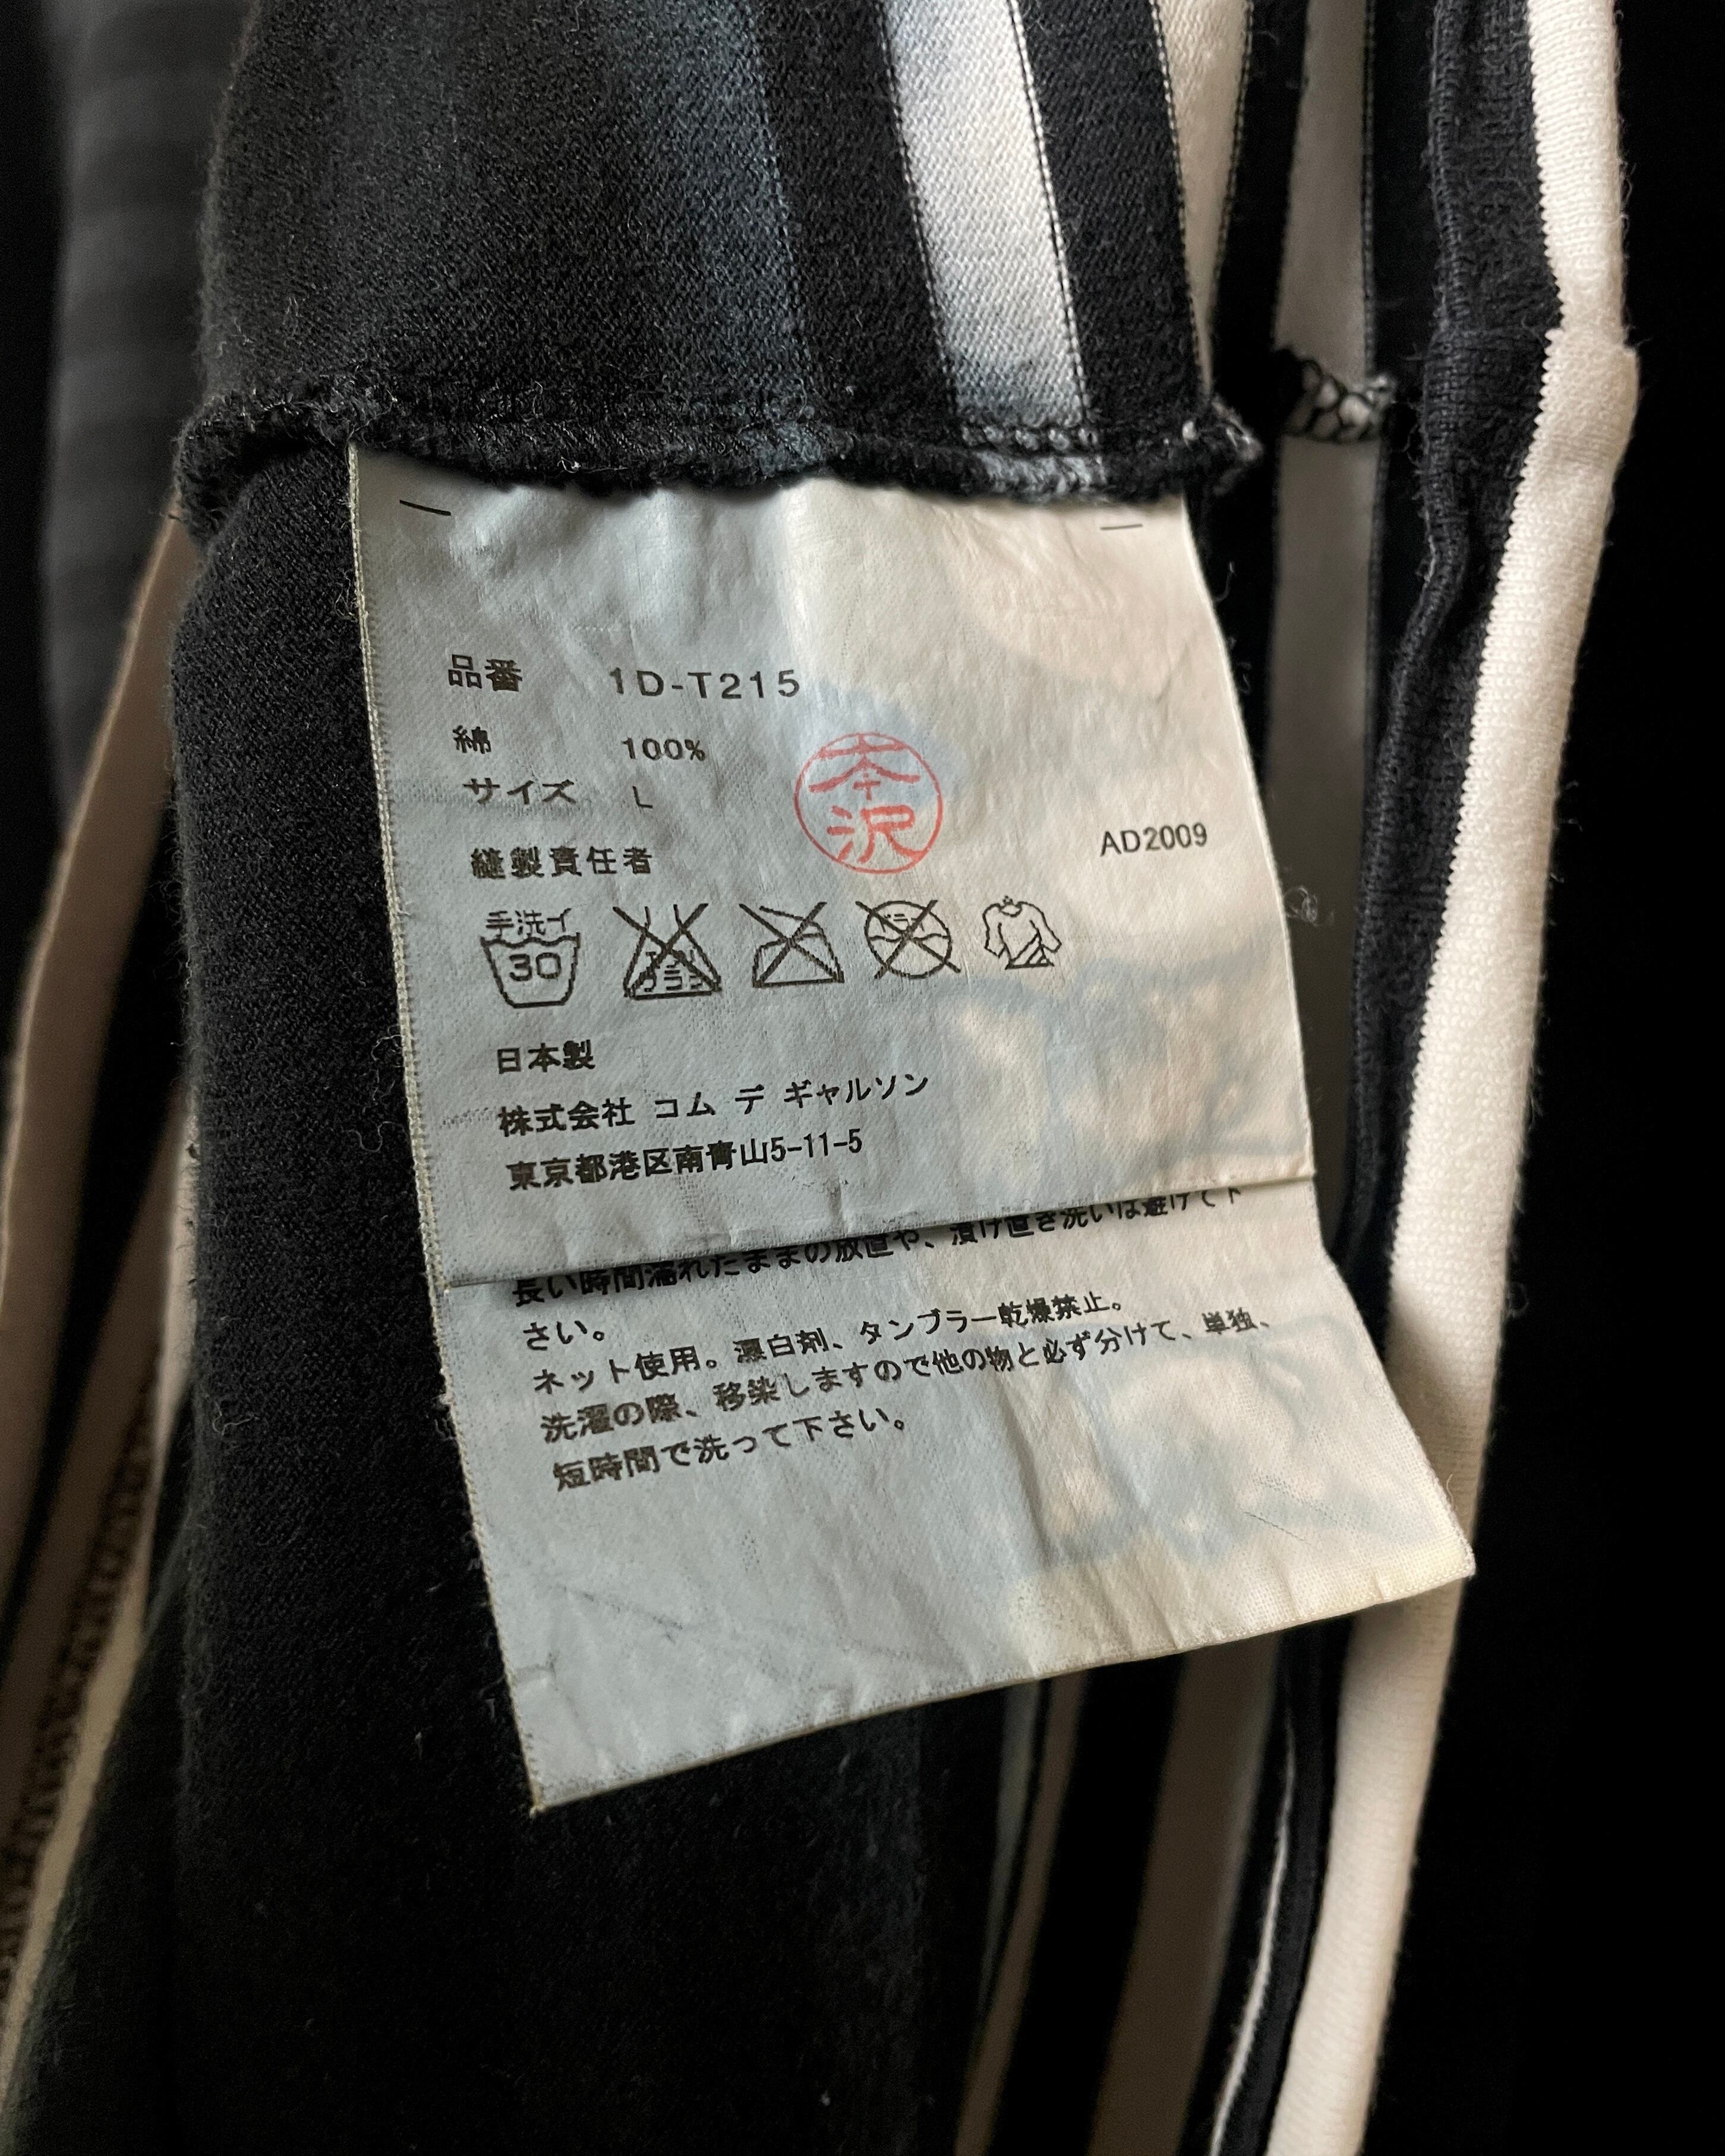 品番 1D-T215
綿 100%
サイズ L
本沢
縫製責任者
AD2009
手洗イ
30
日本製
株式会社 コム デ ギャルソン
東京都港区南青山5-11-5
長い時間濡れたままの放置や、漬け置き洗いは避けて下
さい。
ネット使用。漂白剤、タンブラー乾燥禁止。
洗濯の際、移染しますので他の物と必ず分けて、単独、
短時間で洗って下さい。